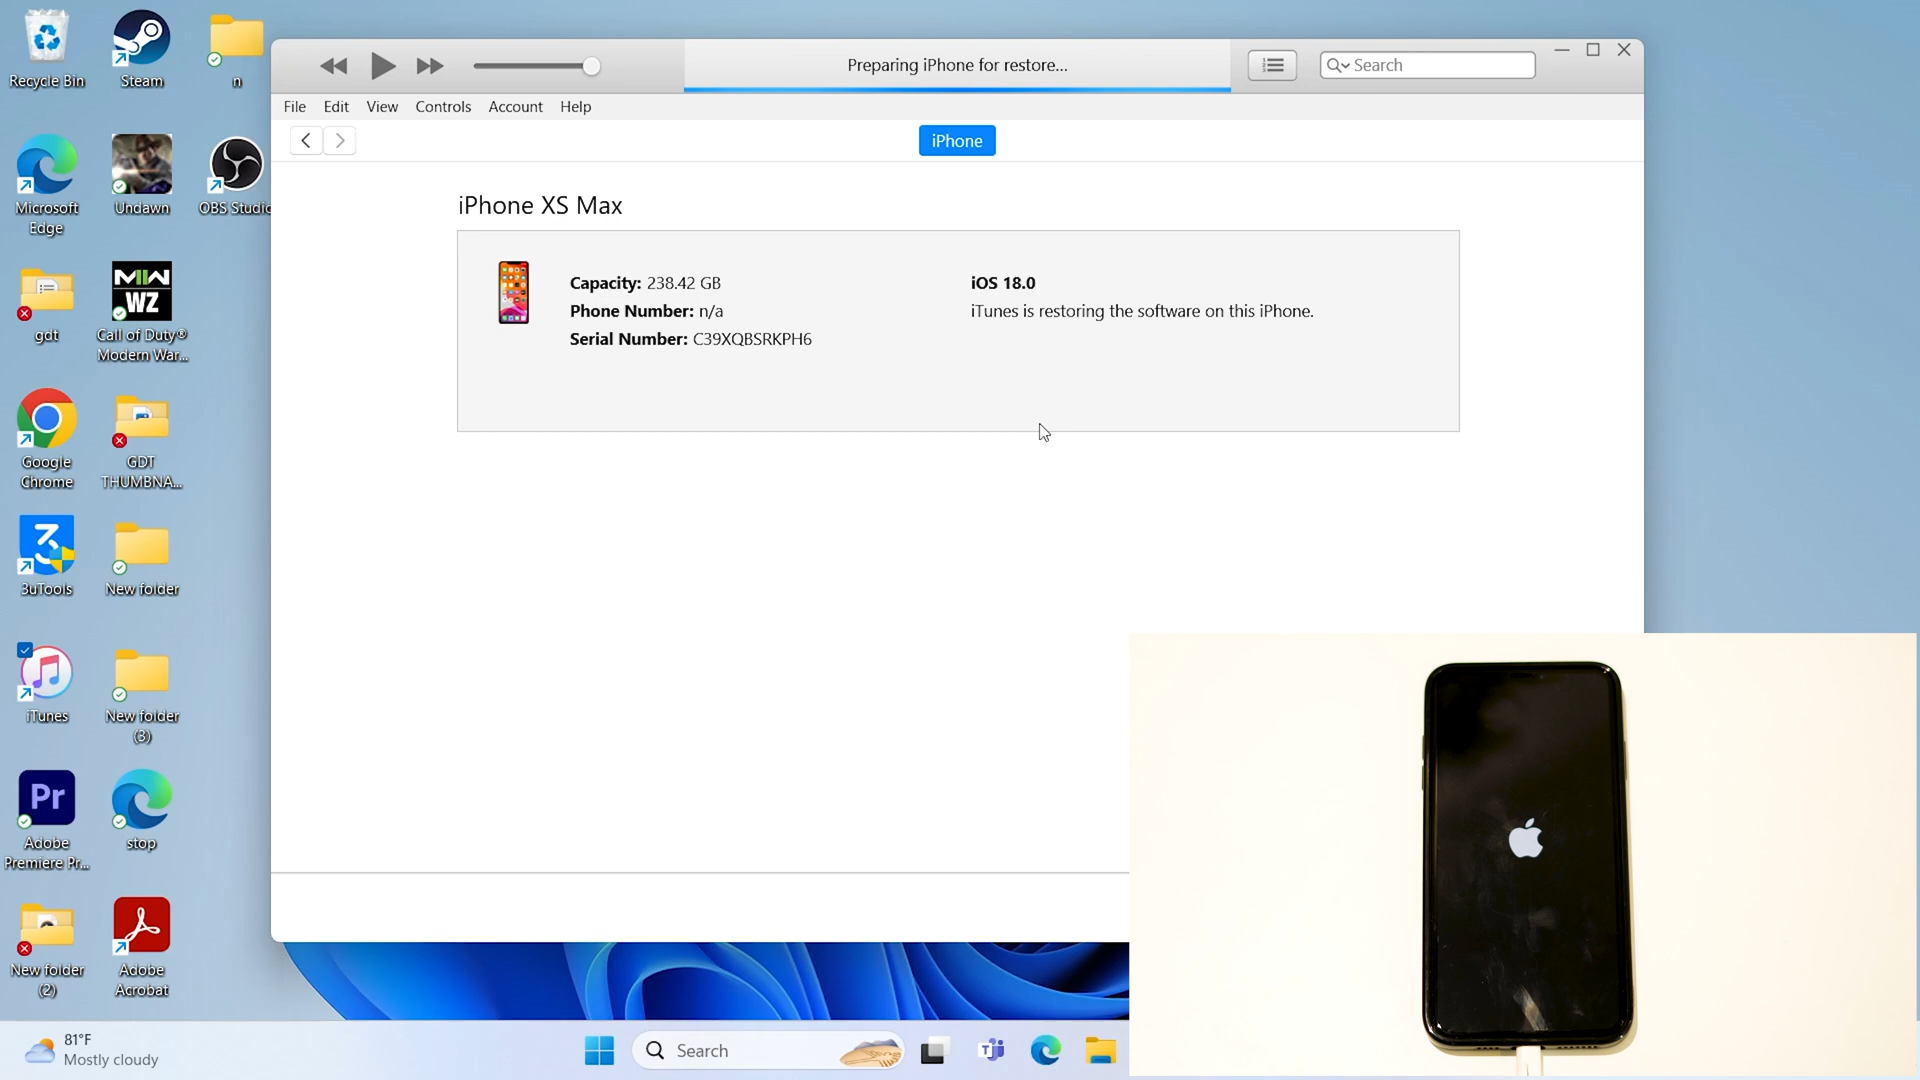 Recycle Bin
Steam
n
Microsoft
Edge
Undawn
OBS Studio
gdt
MW
WZ
Call of Duty®
Modern War...
Google
Chrome
GDT
THUMBNA...
3uTools
New folder
iTunes
New folder
(3)
Pr
Adobe
Premiere Pr...
stop
New folder
(2)
Adobe
Acrobat
Preparing iPhone for restore...
Search
File Edit View Controls Account Help
iPhone
iPhone XS Max
Capacity: 238.42 GB
Phone Number: n/a
Serial Number: C39XQBSRKPH6
iOS 18.0
iTunes is restoring the software on this iPhone.
81°F
Mostly cloudy
Search